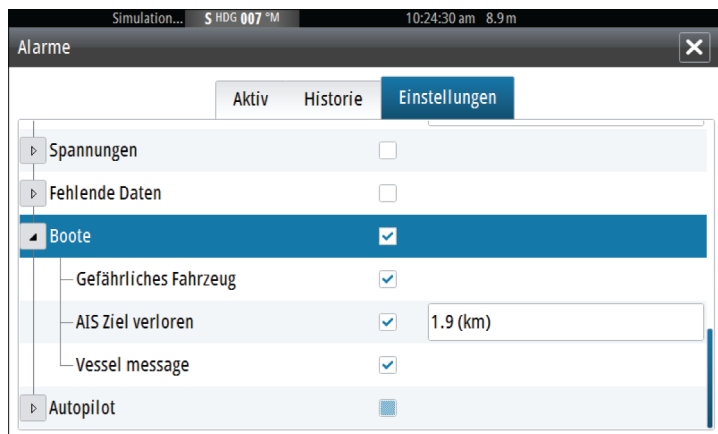 Simulation... S HDG 007 °M 10:24:30 am 8.9 m
Alarme
Aktiv Historie Einstellungen
Spannungen
Fehlende Daten
Boote
Gefährliches Fahrzeug
AIS Ziel verloren 1.9 (km)
Vessel message
Autopilot